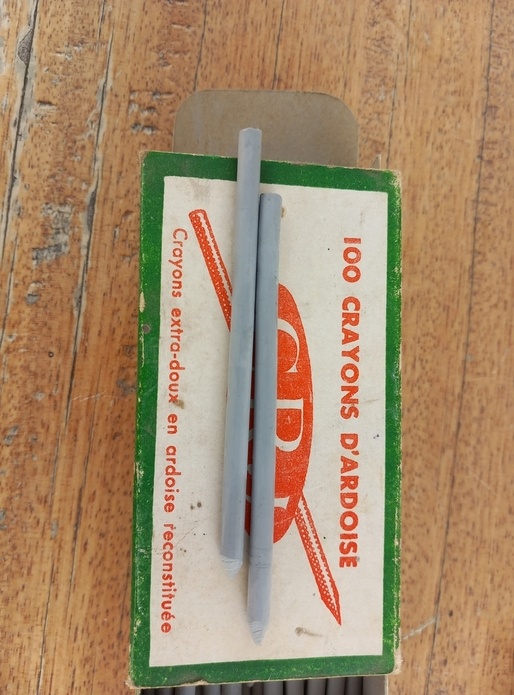 100 CRAYONS D'ARDOISE
Crayons extra-doux en ardoise reconstituée